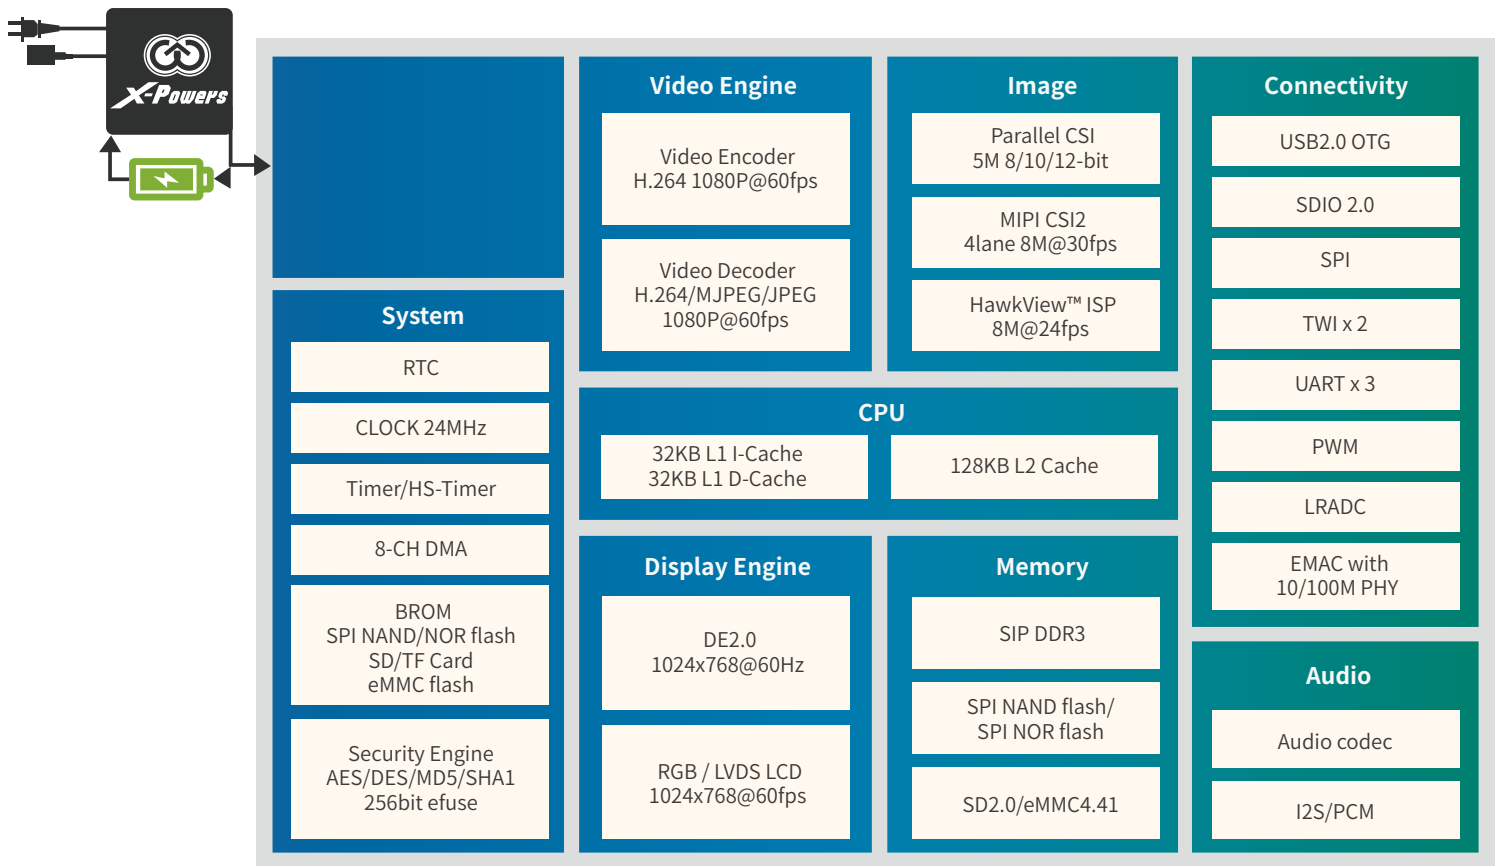 X-Powers
System
RTC
CLOCK 24MHz
Timer/HS-Timer
8-CH DMA
BROM
SPI NAND/NOR flash
SD/TF Card
eMMC flash
Security Engine
AES/DES/MD5/SHA1
256bit efuse
Video Engine
Video Encoder
H.264 1080P@60fps
Video Decoder
H.264/MJPEG/JPEG
1080P@60fps
Image
Parallel CSI
5M 8/10/12-bit
MIPI CSI2
4lane 8M@30fps
HawkView™ ISP
8M@24fps
CPU
32KB L1 I-Cache
32KB L1 D-Cache
128KB L2 Cache
Display Engine
DE2.0
1024x768@60Hz
RGB / LVDS LCD
1024x768@60fps
Memory
SIP DDR3
SPI NAND flash/
SPI NOR flash
SD2.0/eMMC4.41
Connectivity
USB2.0 OTG
SDIO 2.0
SPI
TWI x 2
UART x 3
PWM
LRADC
EMAC with
10/100M PHY
Audio
Audio codec
I2S/PCM